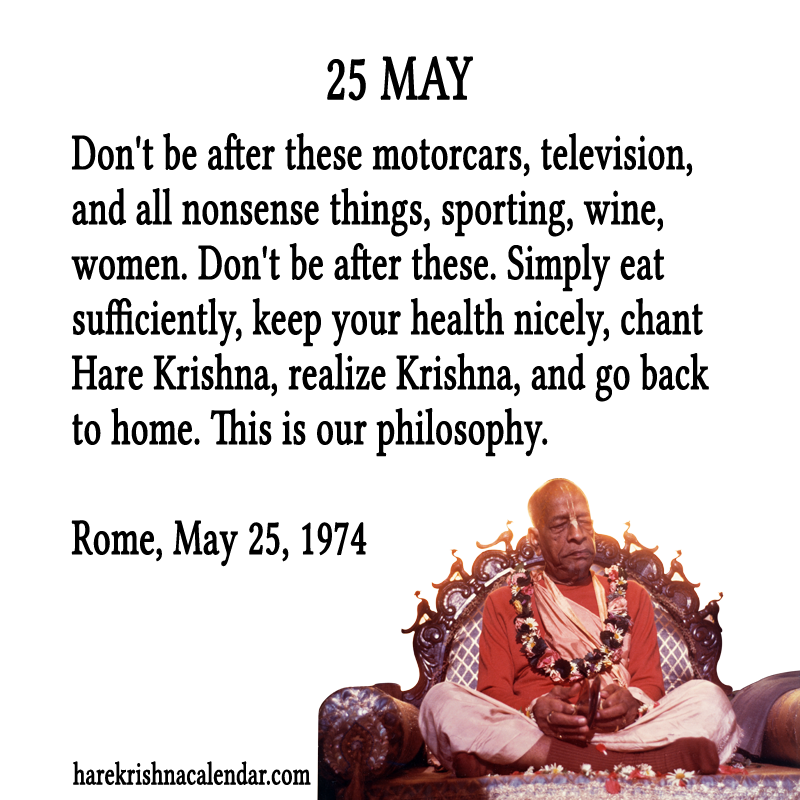 25 MAY
Don't be after these motorcars, television,
and all nonsense things, sporting, wine,
women. Don't be after these. Simply eat
sufficiently, keep your health nicely, chant
Hare Krishna, realize Krishna, and go back
to home. This is our philosophy.
Rome, May 25, 1974
harekrishnacalendar.com